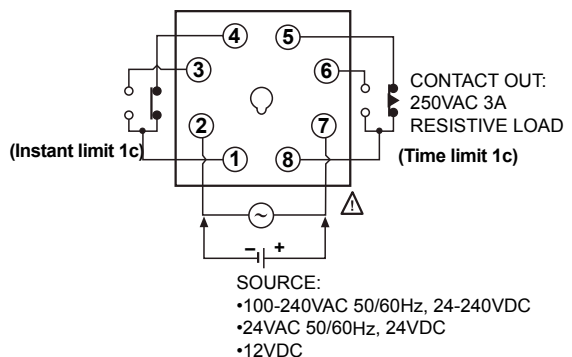 4
5
3
6
CONTACT OUT:
250VAC 3A
RESISTIVE LOAD
2
7
(Instant limit 1c)
1
8
(Time limit 1c)
~
!
− +
SOURCE:
•100-240VAC 50/60Hz, 24-240VDC
•24VAC 50/60Hz, 24VDC
•12VDC